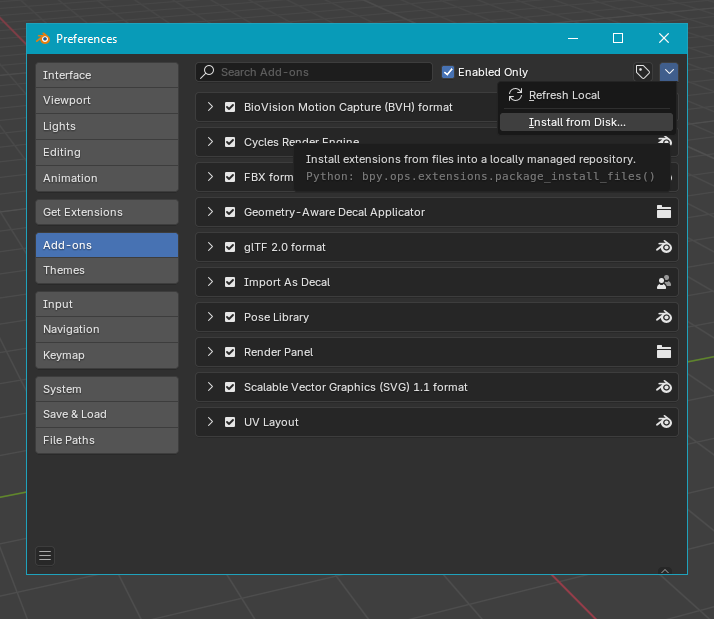 Preferences
Interface
Viewport
Lights
Editing
Animation
Get Extensions
Add-ons
Themes
Input
Navigation
Keymap
System
Save & Load
File Paths
Search Add-ons
Enabled Only
Refresh Local
Install from Disk...
Install extensions from files into a locally managed repository.
Python: bpy.ops.extensions.package_install_files()
BioVision Motion Capture (BVH) format
Cycles Render Engine
FBX form
Geometry-Aware Decal Applicator
glTF 2.0 format
Import As Decal
Pose Library
Render Panel
Scalable Vector Graphics (SVG) 1.1 format
UV Layout